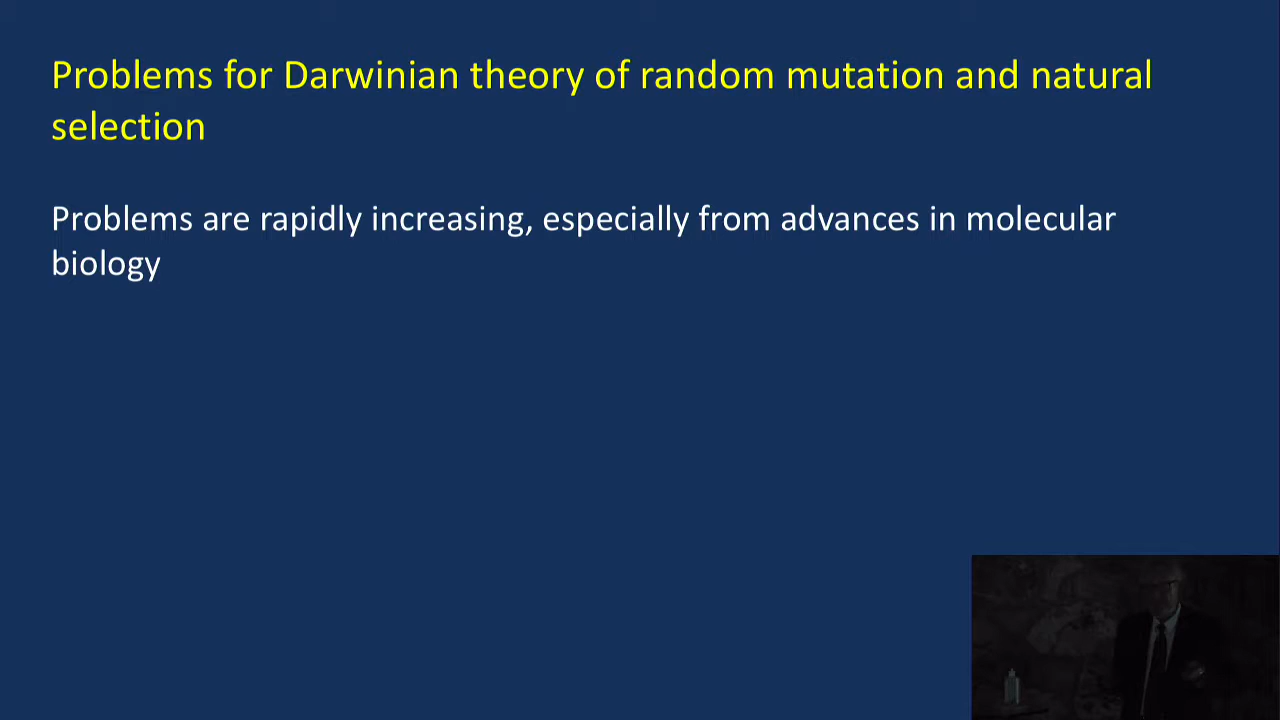 Problems for Darwinian theory of random mutation and natural
selection
Problems are rapidly increasing, especially from advances in molecular
biology